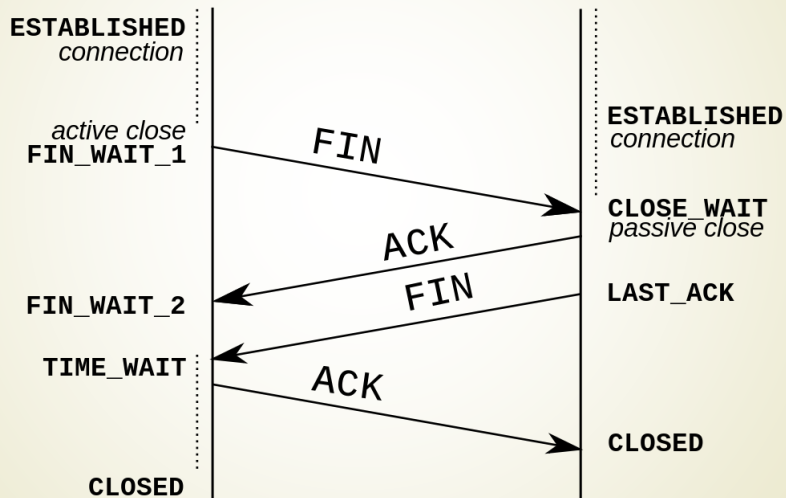 ESTABLISHED
connection
active close
FIN_WAIT_1
FIN
ESTABLISHED
connection
CLOSE_WAIT
passive close
ACK
FIN_WAIT_2
FIN
LAST_ACK
TIME_WAIT
ACK
CLOSED
CLOSED